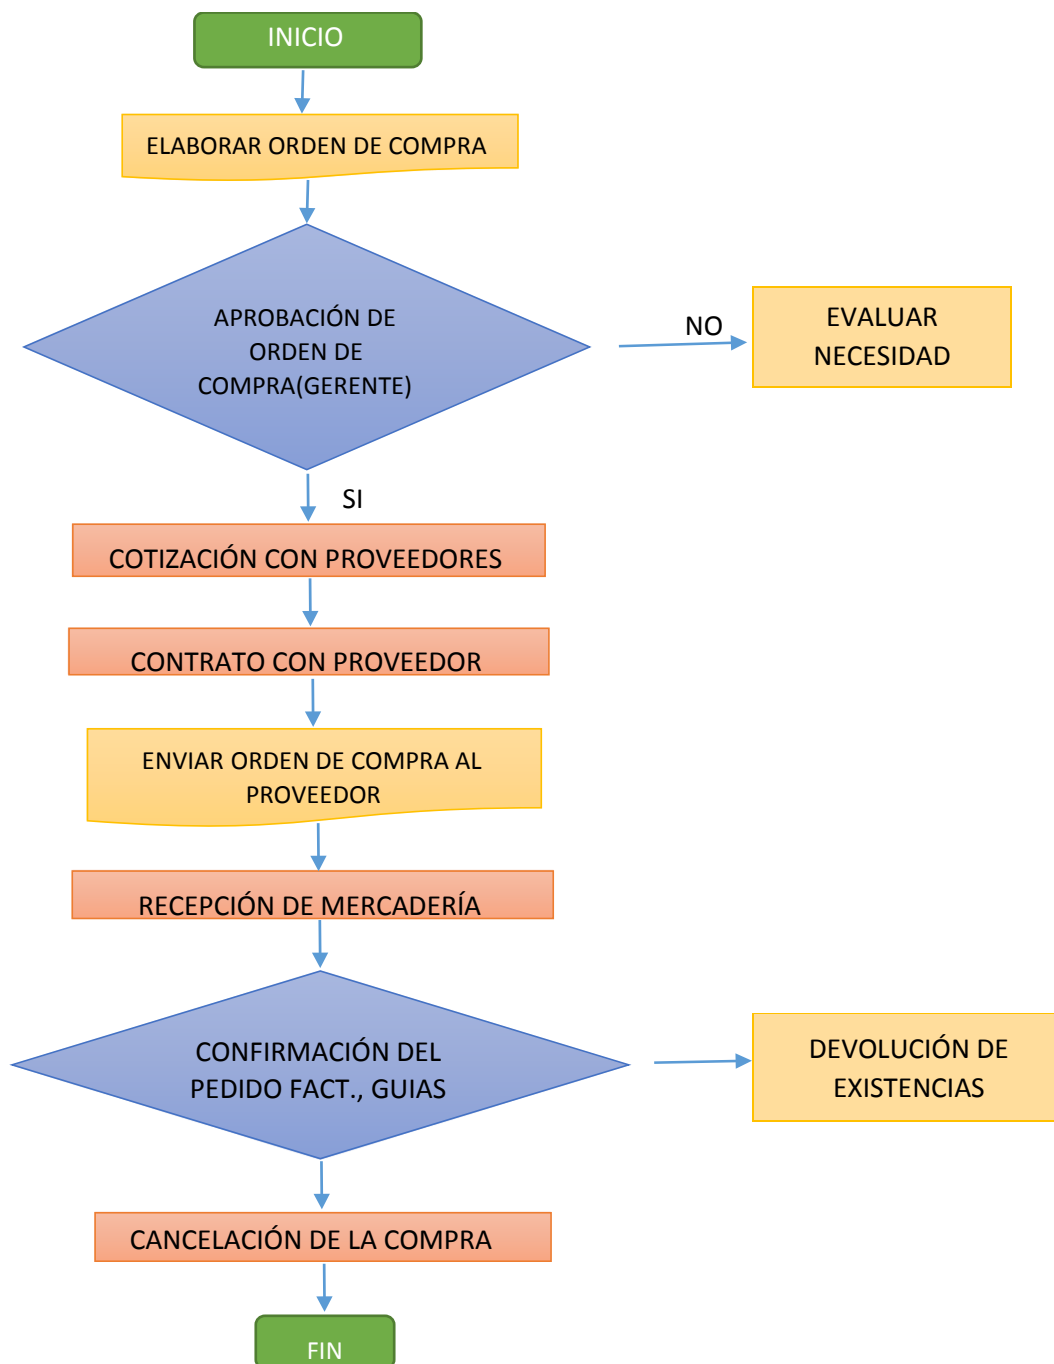 INICIO
ELABORAR ORDEN DE COMPRA
APROBACIÓN DE
ORDEN DE
COMPRA(GERENTE)
NO
EVALUAR
NECESIDAD
SI
COTIZACIÓN CON PROVEEDORES
CONTRATO CON PROVEEDOR
ENVIAR ORDEN DE COMPRA AL
PROVEEDOR
RECEPCIÓN DE MERCADERÍA
CONFIRMACIÓN DEL
PEDIDO FACT., GUIAS
DEVOLUCIÓN DE
EXISTENCIAS
CANCELACIÓN DE LA COMPRA
FIN